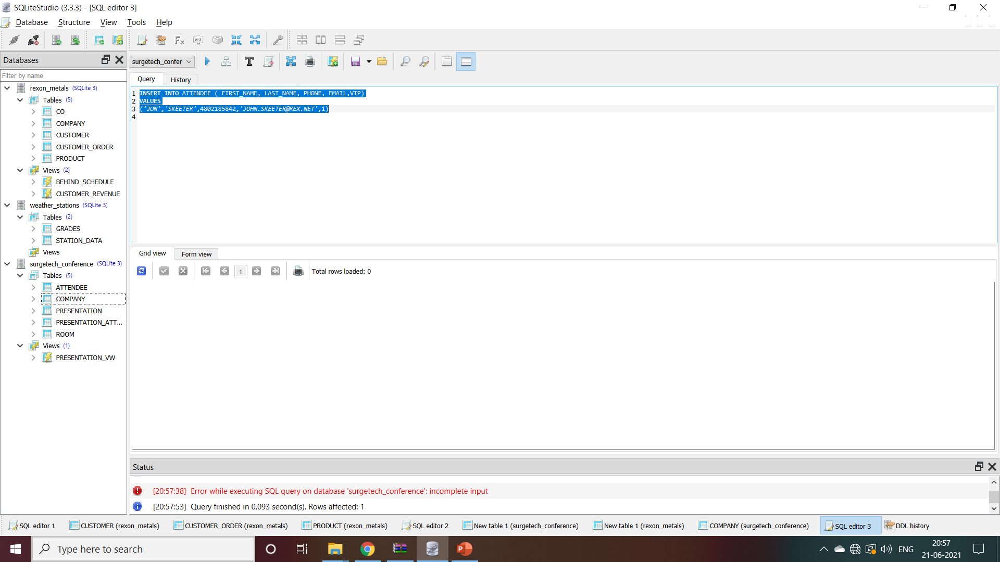 SQLiteStudio (3.3.3) - [SQL editor 3]
Database Structure View Tools Help
Databases
surgetech_confer
Filter by name
Query History
rexon_metals (SQLite 3)
Tables (5)
CO
COMPANY
CUSTOMER
CUSTOMER_ORDER
PRODUCT
Views (2)
BEHIND_SCHEDULE
CUSTOMER_REVENUE
weather_stations (SQLite 3)
Tables (2)
GRADES
STATION_DATA
Views
surgetech_conference (SQLite 3)
Tables (5)
ATTENDEE
COMPANY
PRESENTATION
PRESENTATION_ATT...
ROOM
Views (1)
PRESENTATION_VW
1 INSERT INTO ATTENDEE ( FIRST_NAME, LAST_NAME, PHONE, EMAIL,VIP)
2 VALUES
3 ('JON','SKEETER',4802185842,'JOHN.SKEETER@REX.NET',1)
4
Grid view Form view
1 Total rows loaded: 0
Status
[20:57:38] Error while executing SQL query on database 'surgetech_conference': incomplete input
[20:57:53] Query finished in 0.093 second(s). Rows affected: 1
SQL editor 1 CUSTOMER (rexon_metals) CUSTOMER_ORDER (rexon_metals) PRODUCT (rexon_metals) SQL editor 2 New table 1 (surgetech_conference) New table 1 (rexon_metals) COMPANY (surgetech_conference) SQL editor 3 DDL history
Type here to search
ENG
20:57
21-06-2021